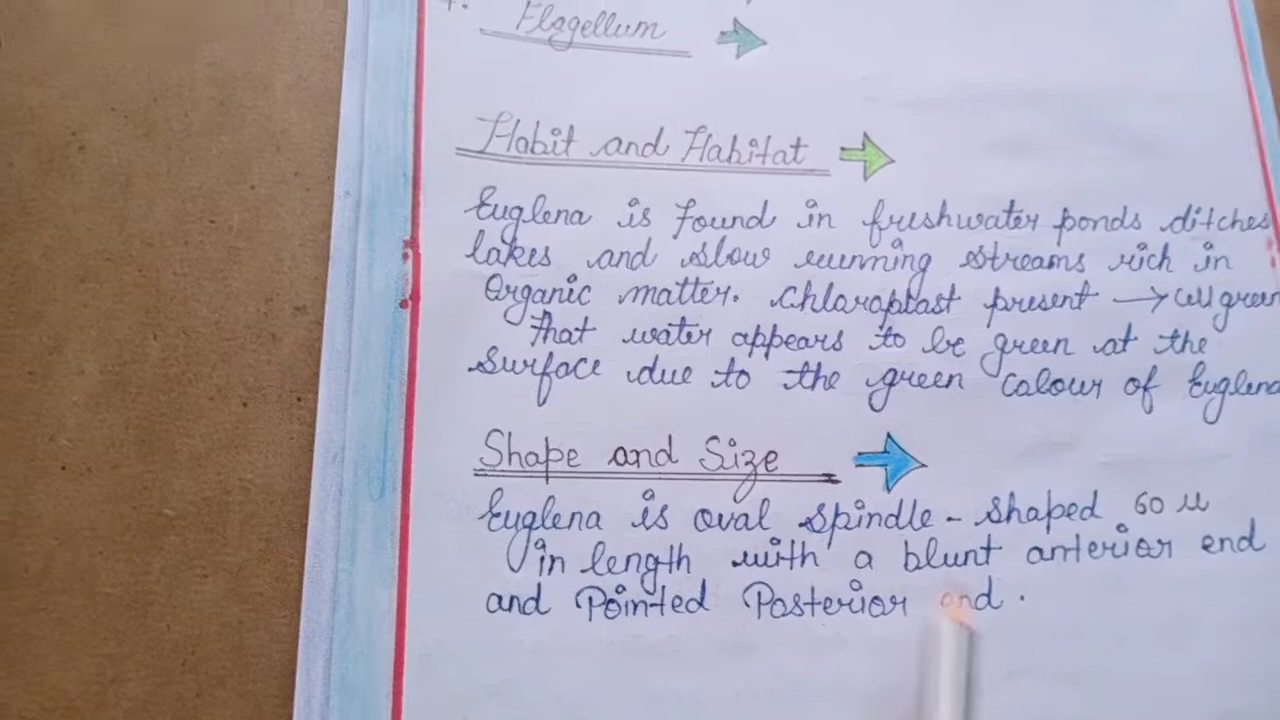 Flagellum
Habit and Habitat
Euglena is found in freshwater ponds ditches
lakes and slow running streams rich in
Organic matter. Chloraplast present → Cell green
that water appears to be green at the
Surface due to the green Colour of Euglena
Shape and Size
Euglena is oval Spindle - Shaped 60 µ
in length with a blunt anterior end
and Pointed Posterior end.